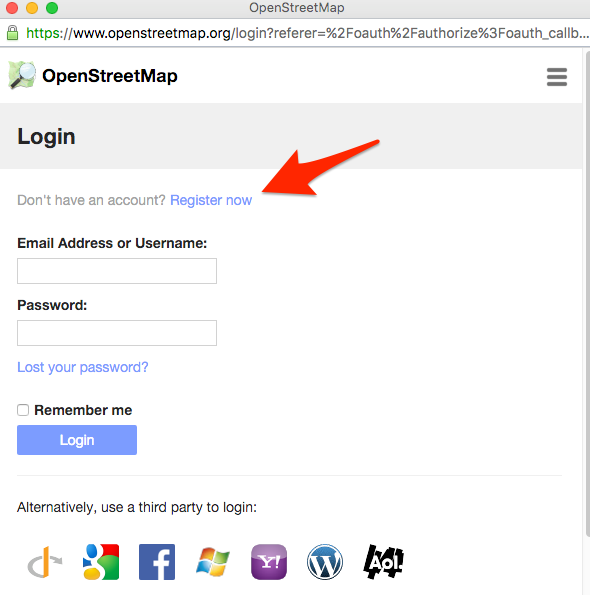 OpenStreetMap
https://www.openstreetmap.org/login?referer=%2Foauth%2Fauthorize%3Foauth_callb...
OpenStreetMap
Login
Don't have an account? Register now
Email Address or Username:
Password:
Lost your password?
Remember me
Login
Alternatively, use a third party to login:
g f Y! W Aol.